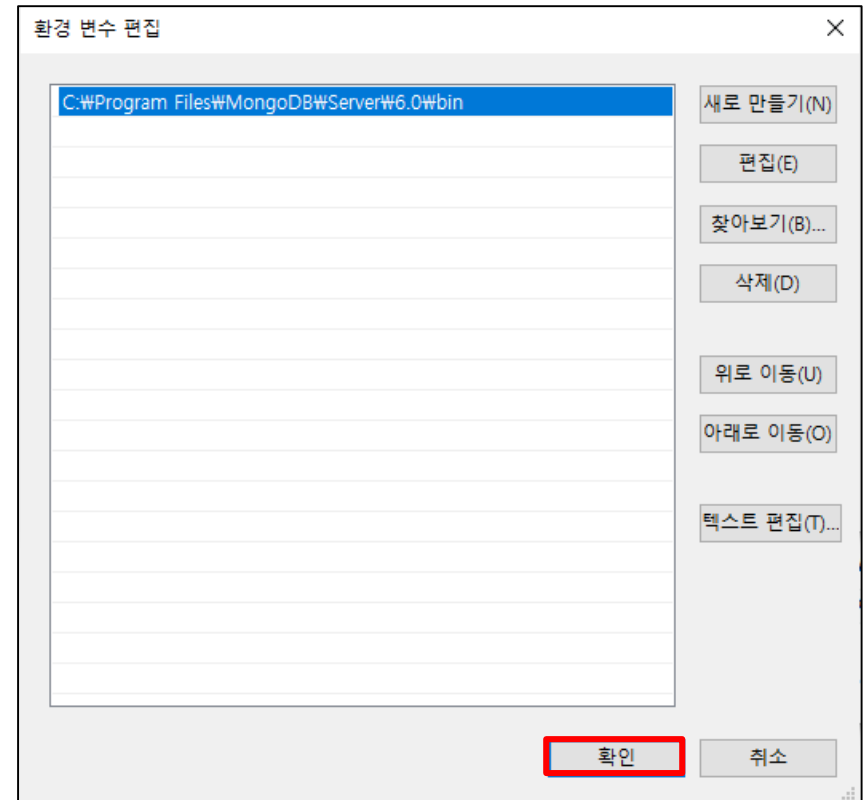 환경 변수 편집
C:₩Program Files₩MongoDB₩Server₩6.0₩bin
새로 만들기(N)
편집(E)
찾아보기(B)...
삭제(D)
위로 이동(U)
아래로 이동(O)
텍스트 편집(T)...
확인
취소